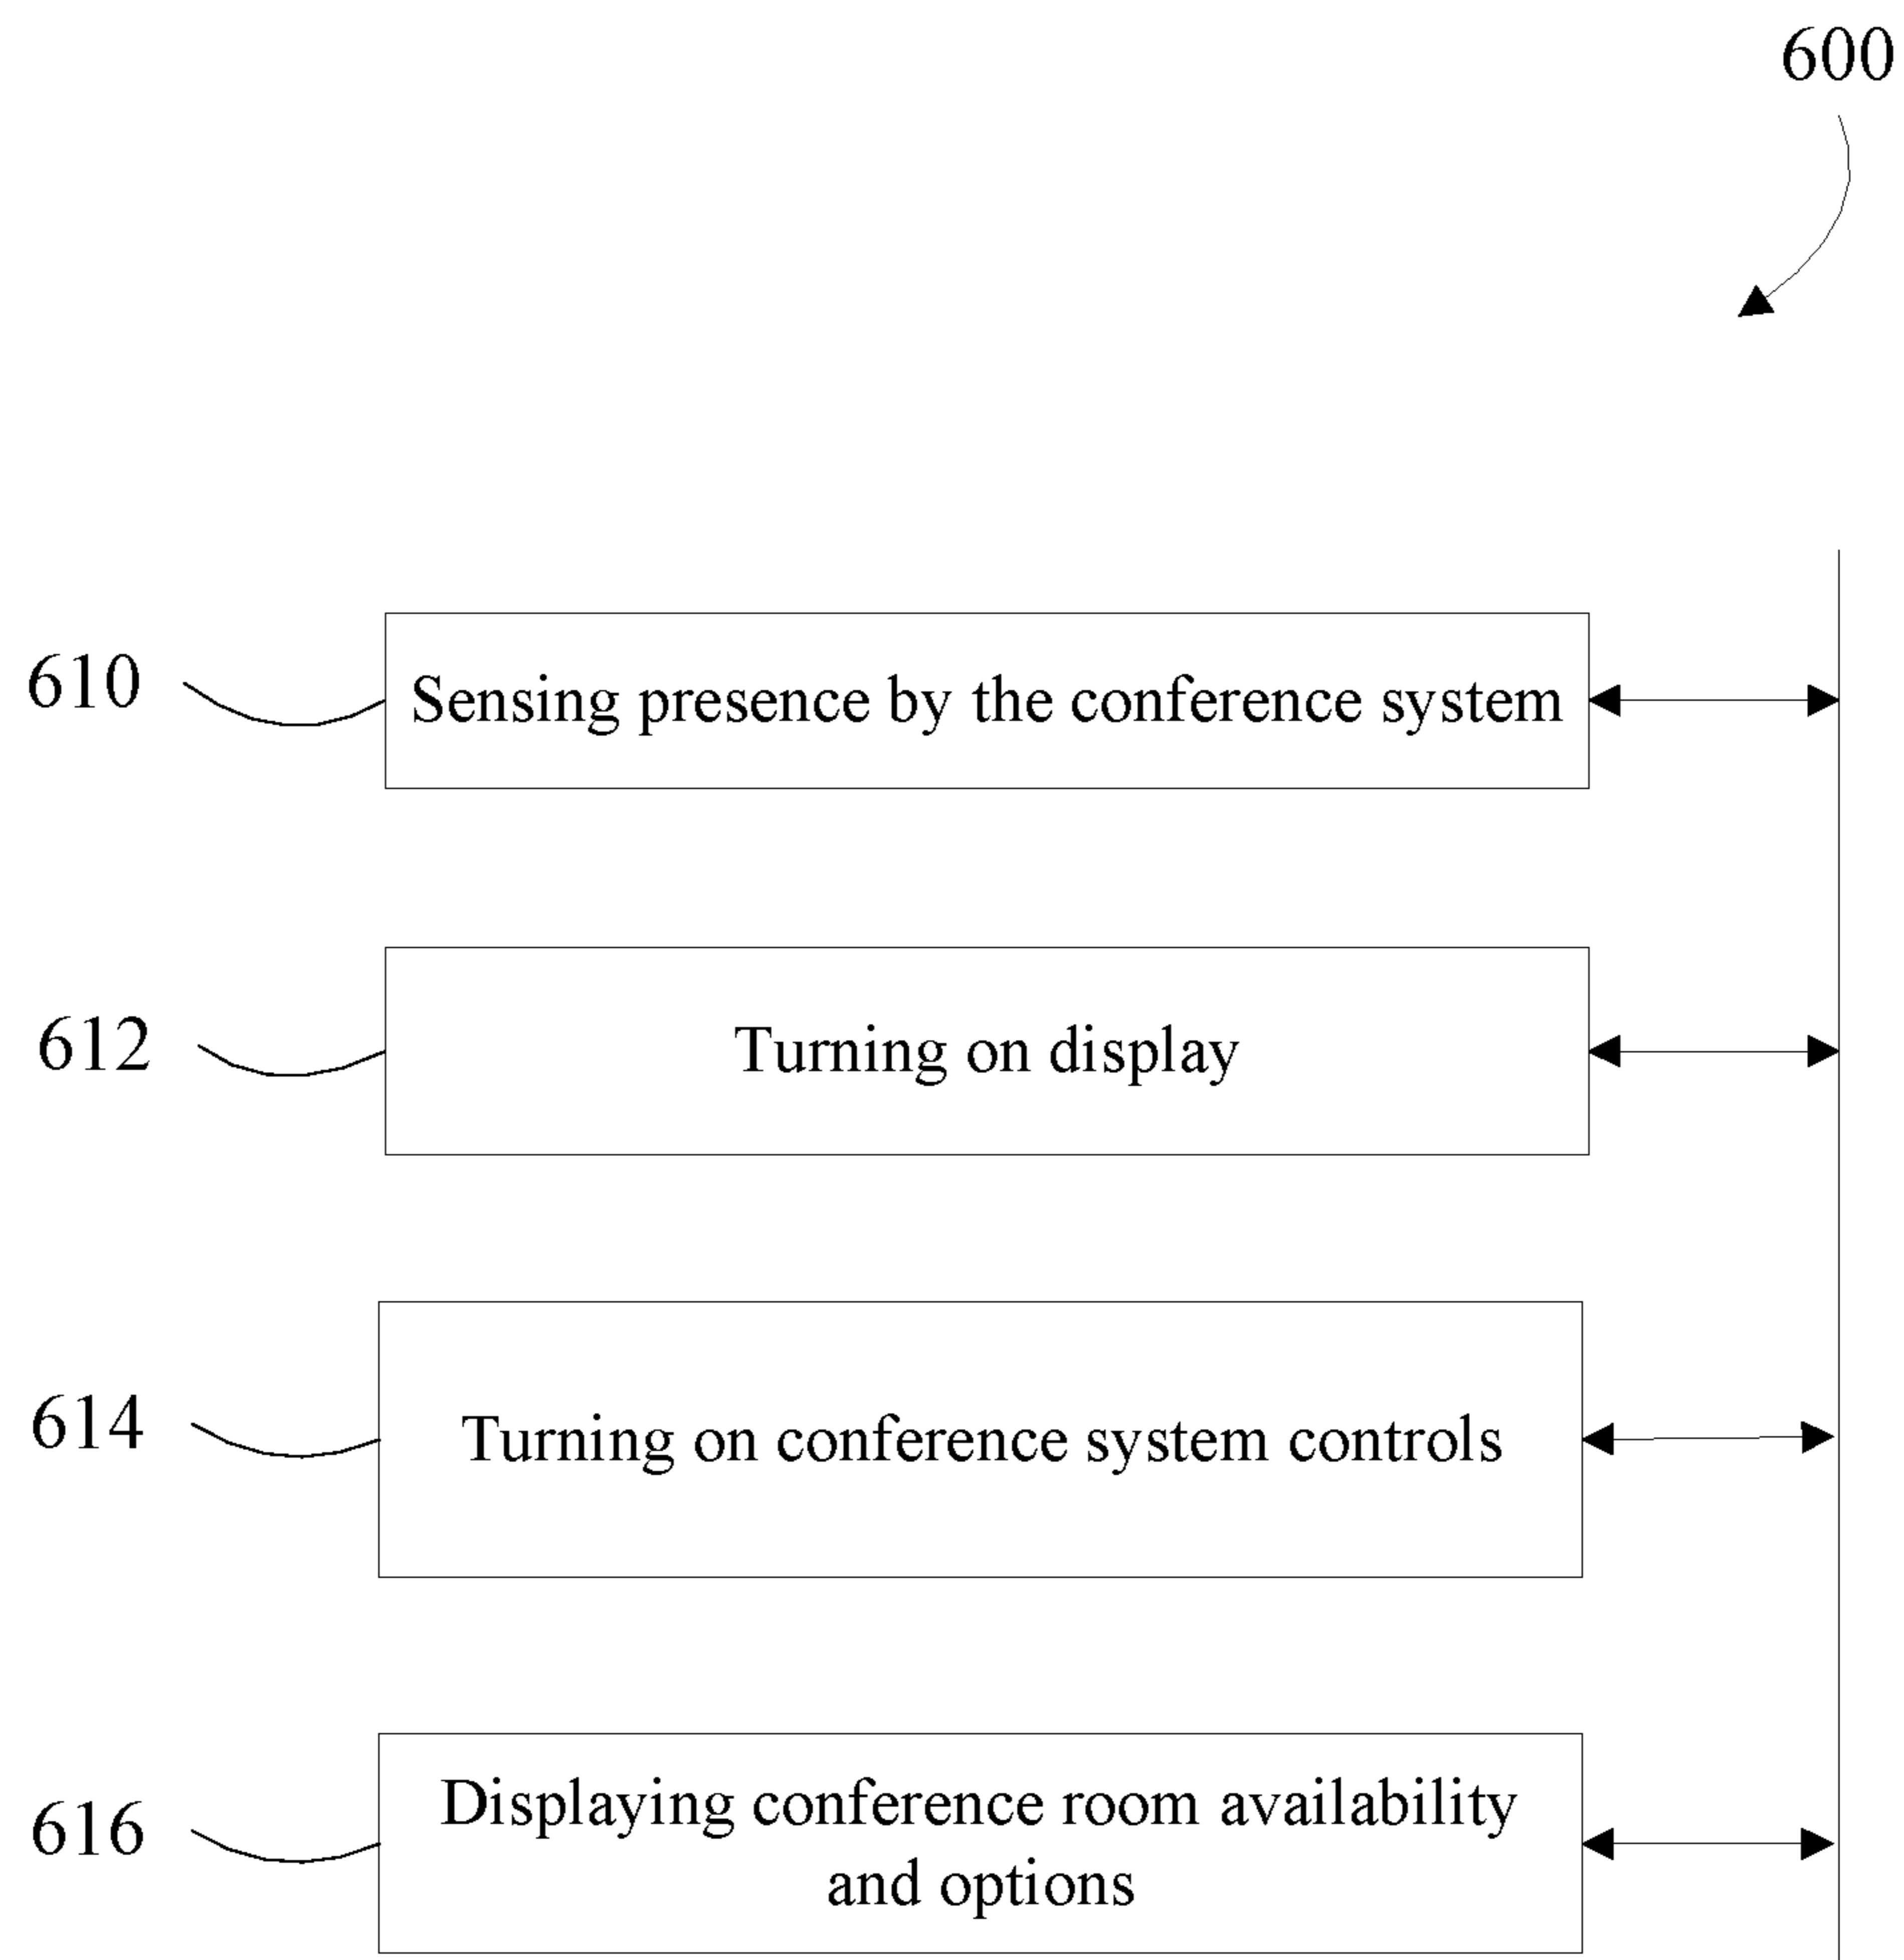 600
610
Sensing presence by the conference system
612
Turning on display
614
Turning on conference system controls
616
Displaying conference room availability
and options